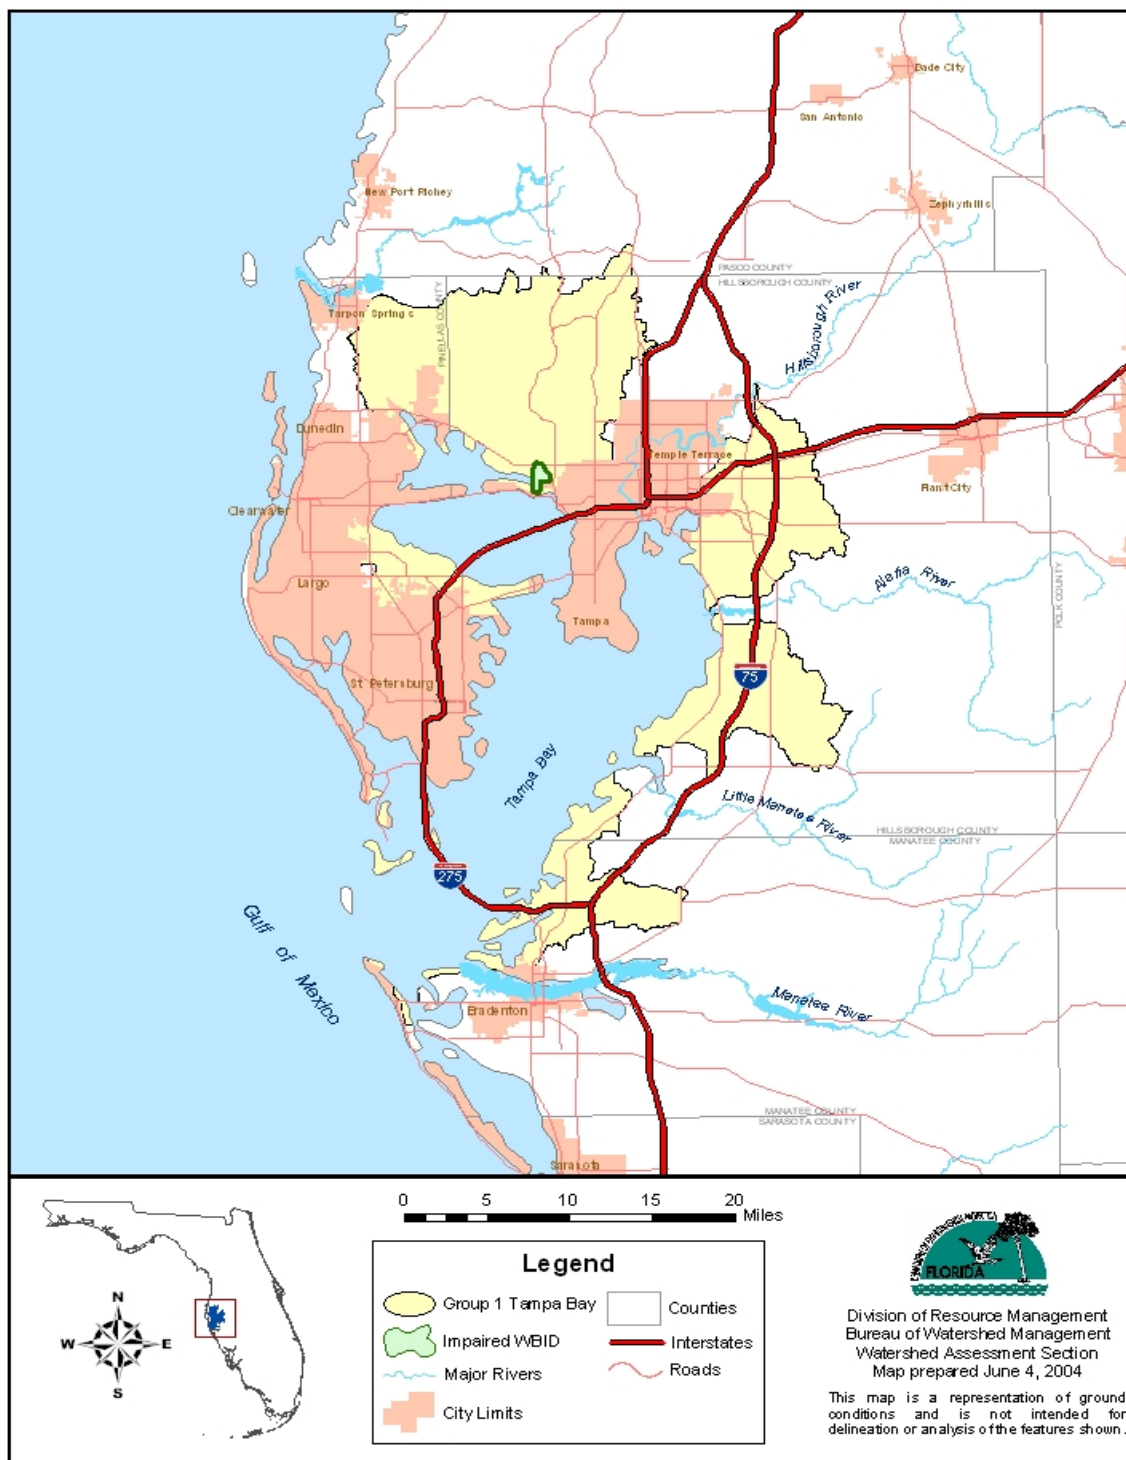 Dade City
San Antonio
New Port Richey
Zephyrhills
PASCO COUNTY
HILLSBOROUGH COUNTY
Hillsborough River
PINELLAS COUNTY
Tarpon Springs
Dunedin
Temple Terrace
Plant City
Clearwater
Largo
Alafia River
POLK COUNTY
Tampa
75
St Petersburg
Tampa Bay
Little Manatee River
HILLSBOROUGH COUNTY
MANATEE COUNTY
275
Gulf of Mexico
Manatee River
Bradenton
MANATEE COUNTY
SARASOTA COUNTY
Sarasota
0 5 10 15 20
Miles
N
W E
S
Legend
Group 1 Tampa Bay
Impaired WBID
Major Rivers
City Limits
Counties
Interstates
Roads
FLORIDA
Division of Resource Management
Bureau of Watershed Management
Watershed Assessment Section
Map prepared June 4, 2004
This map is a representation of ground
conditions and is not intended for
delineation or analysis of the features shown.